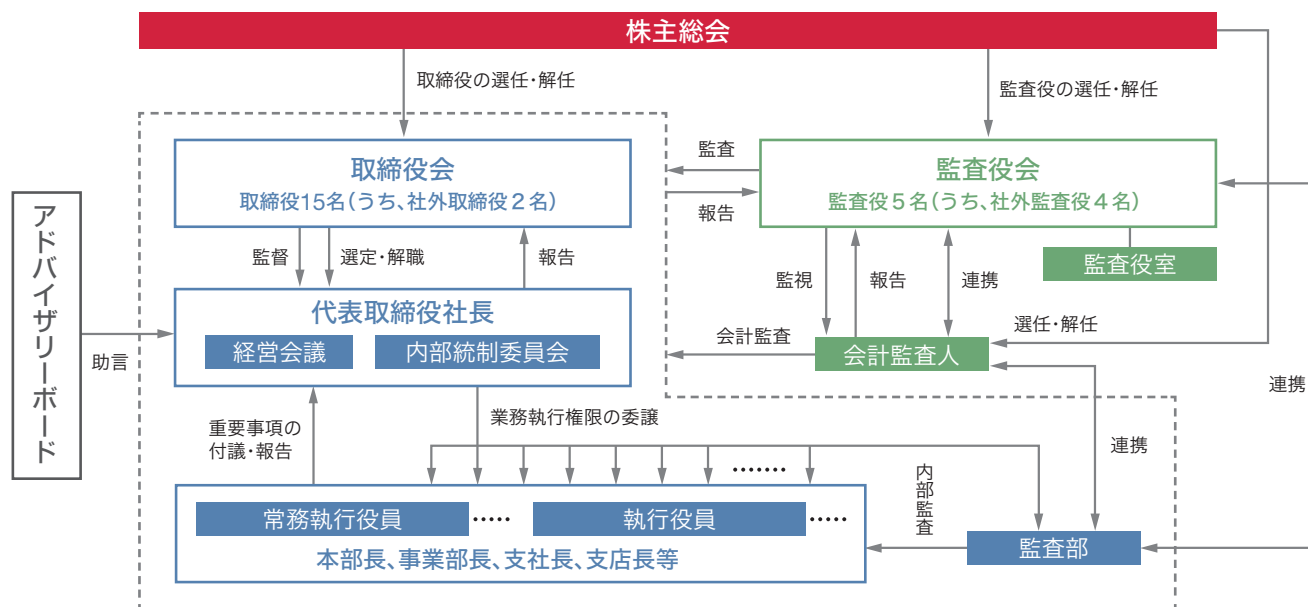 株主総会
取締役の選任・解任
監査役の選任・解任
取締役会
取締役15名(うち、社外取締役2名)
監査
報告
監査役会
監査役5名(うち、社外監査役4名)
監査役室
アドバイザリーボード
助言
監督
選定・解職
報告
監視
報告
連携
代表取締役社長
経営会議
内部統制委員会
会計監査
会計監査人
選任・解任
連携
重要事項の
付議・報告
業務執行権限の委譲
連携
.......
常務執行役員
.....
執行役員
.....
本部長、事業部長、支社長、支店長等
内部監査
監査部